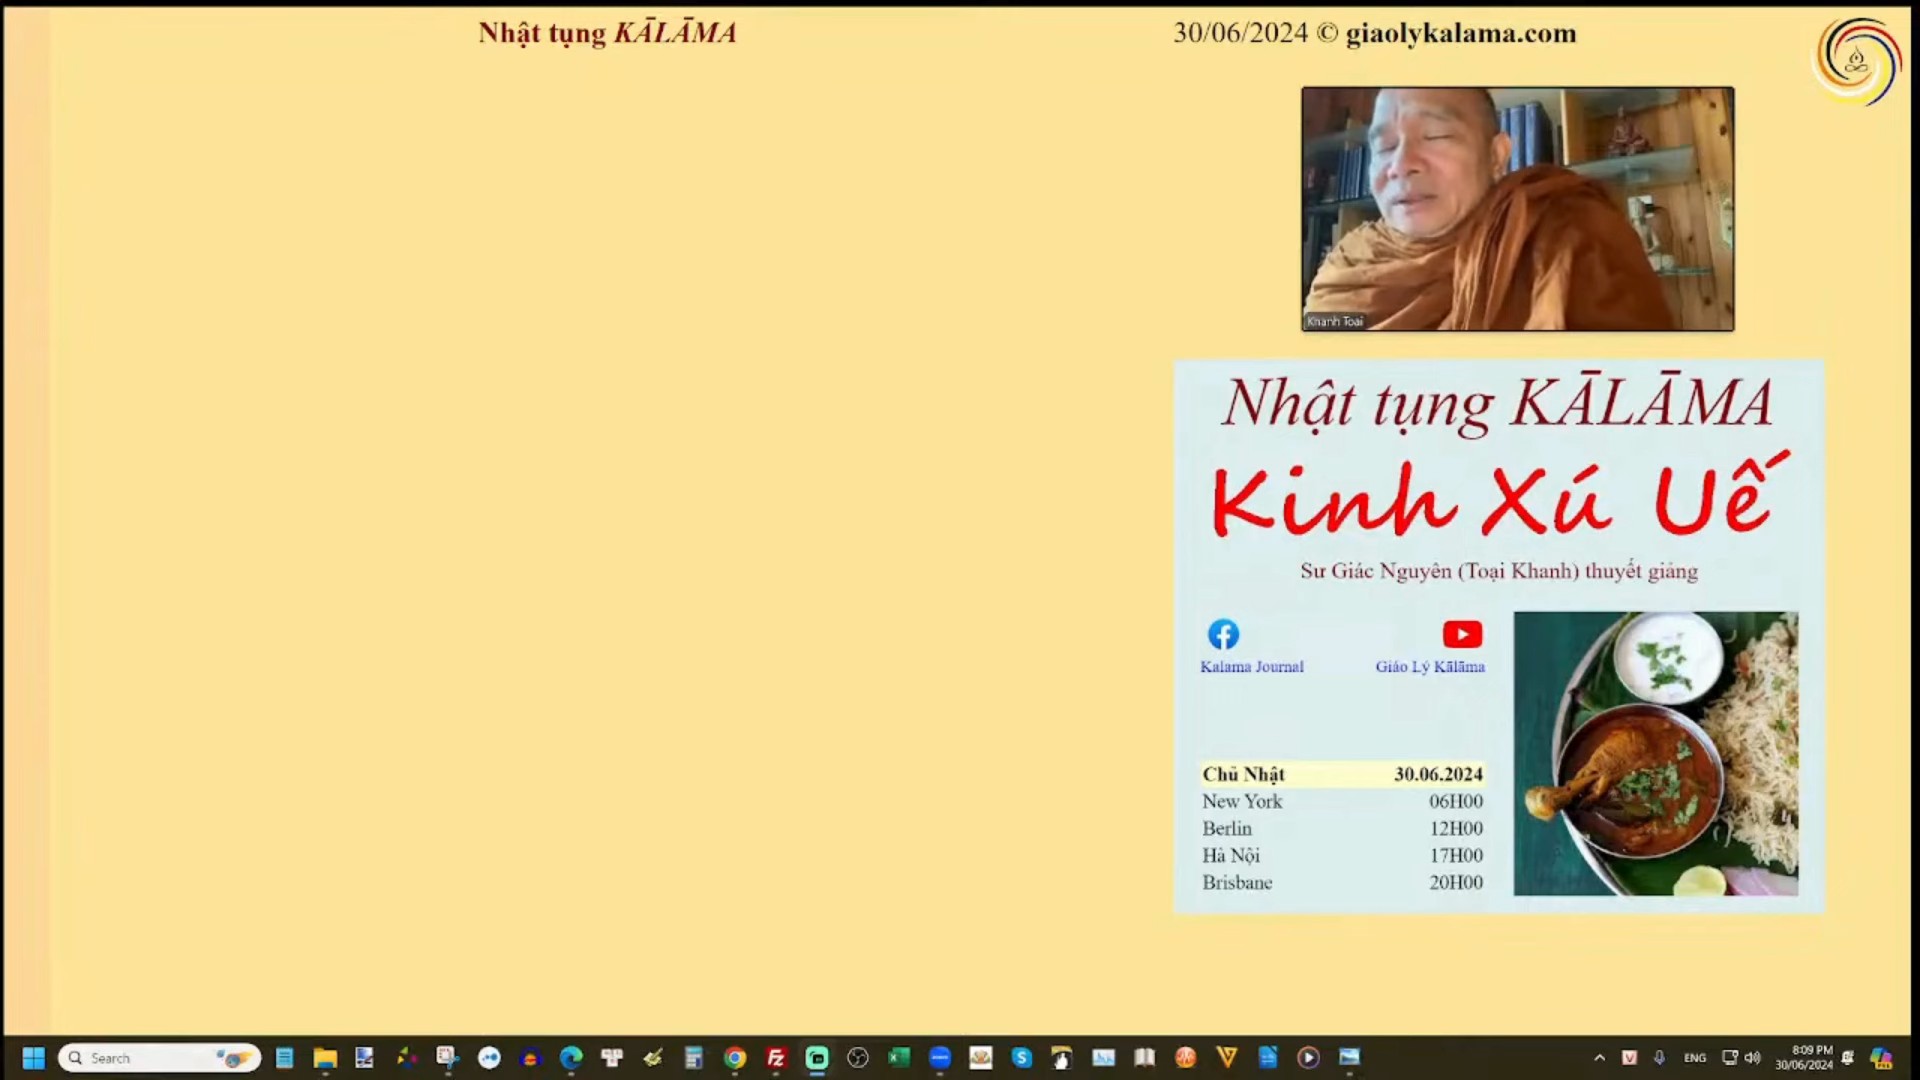 Nhật tụng KĀLĀMA
30/06/2024 © giaolykalama.com
Khanh Toai
Nhật tụng KĀLĀMA
Kinh Xú Uế
Sư Giác Nguyên (Toại Khanh) thuyết giảng
Kalama Journal
Giáo Lý Kālāma
Chủ Nhật 30.06.2024
New York 06H00
Berlin 12H00
Hà Nội 17H00
Brisbane 20H00
Search
ENG
8:09 PM
30/06/2024